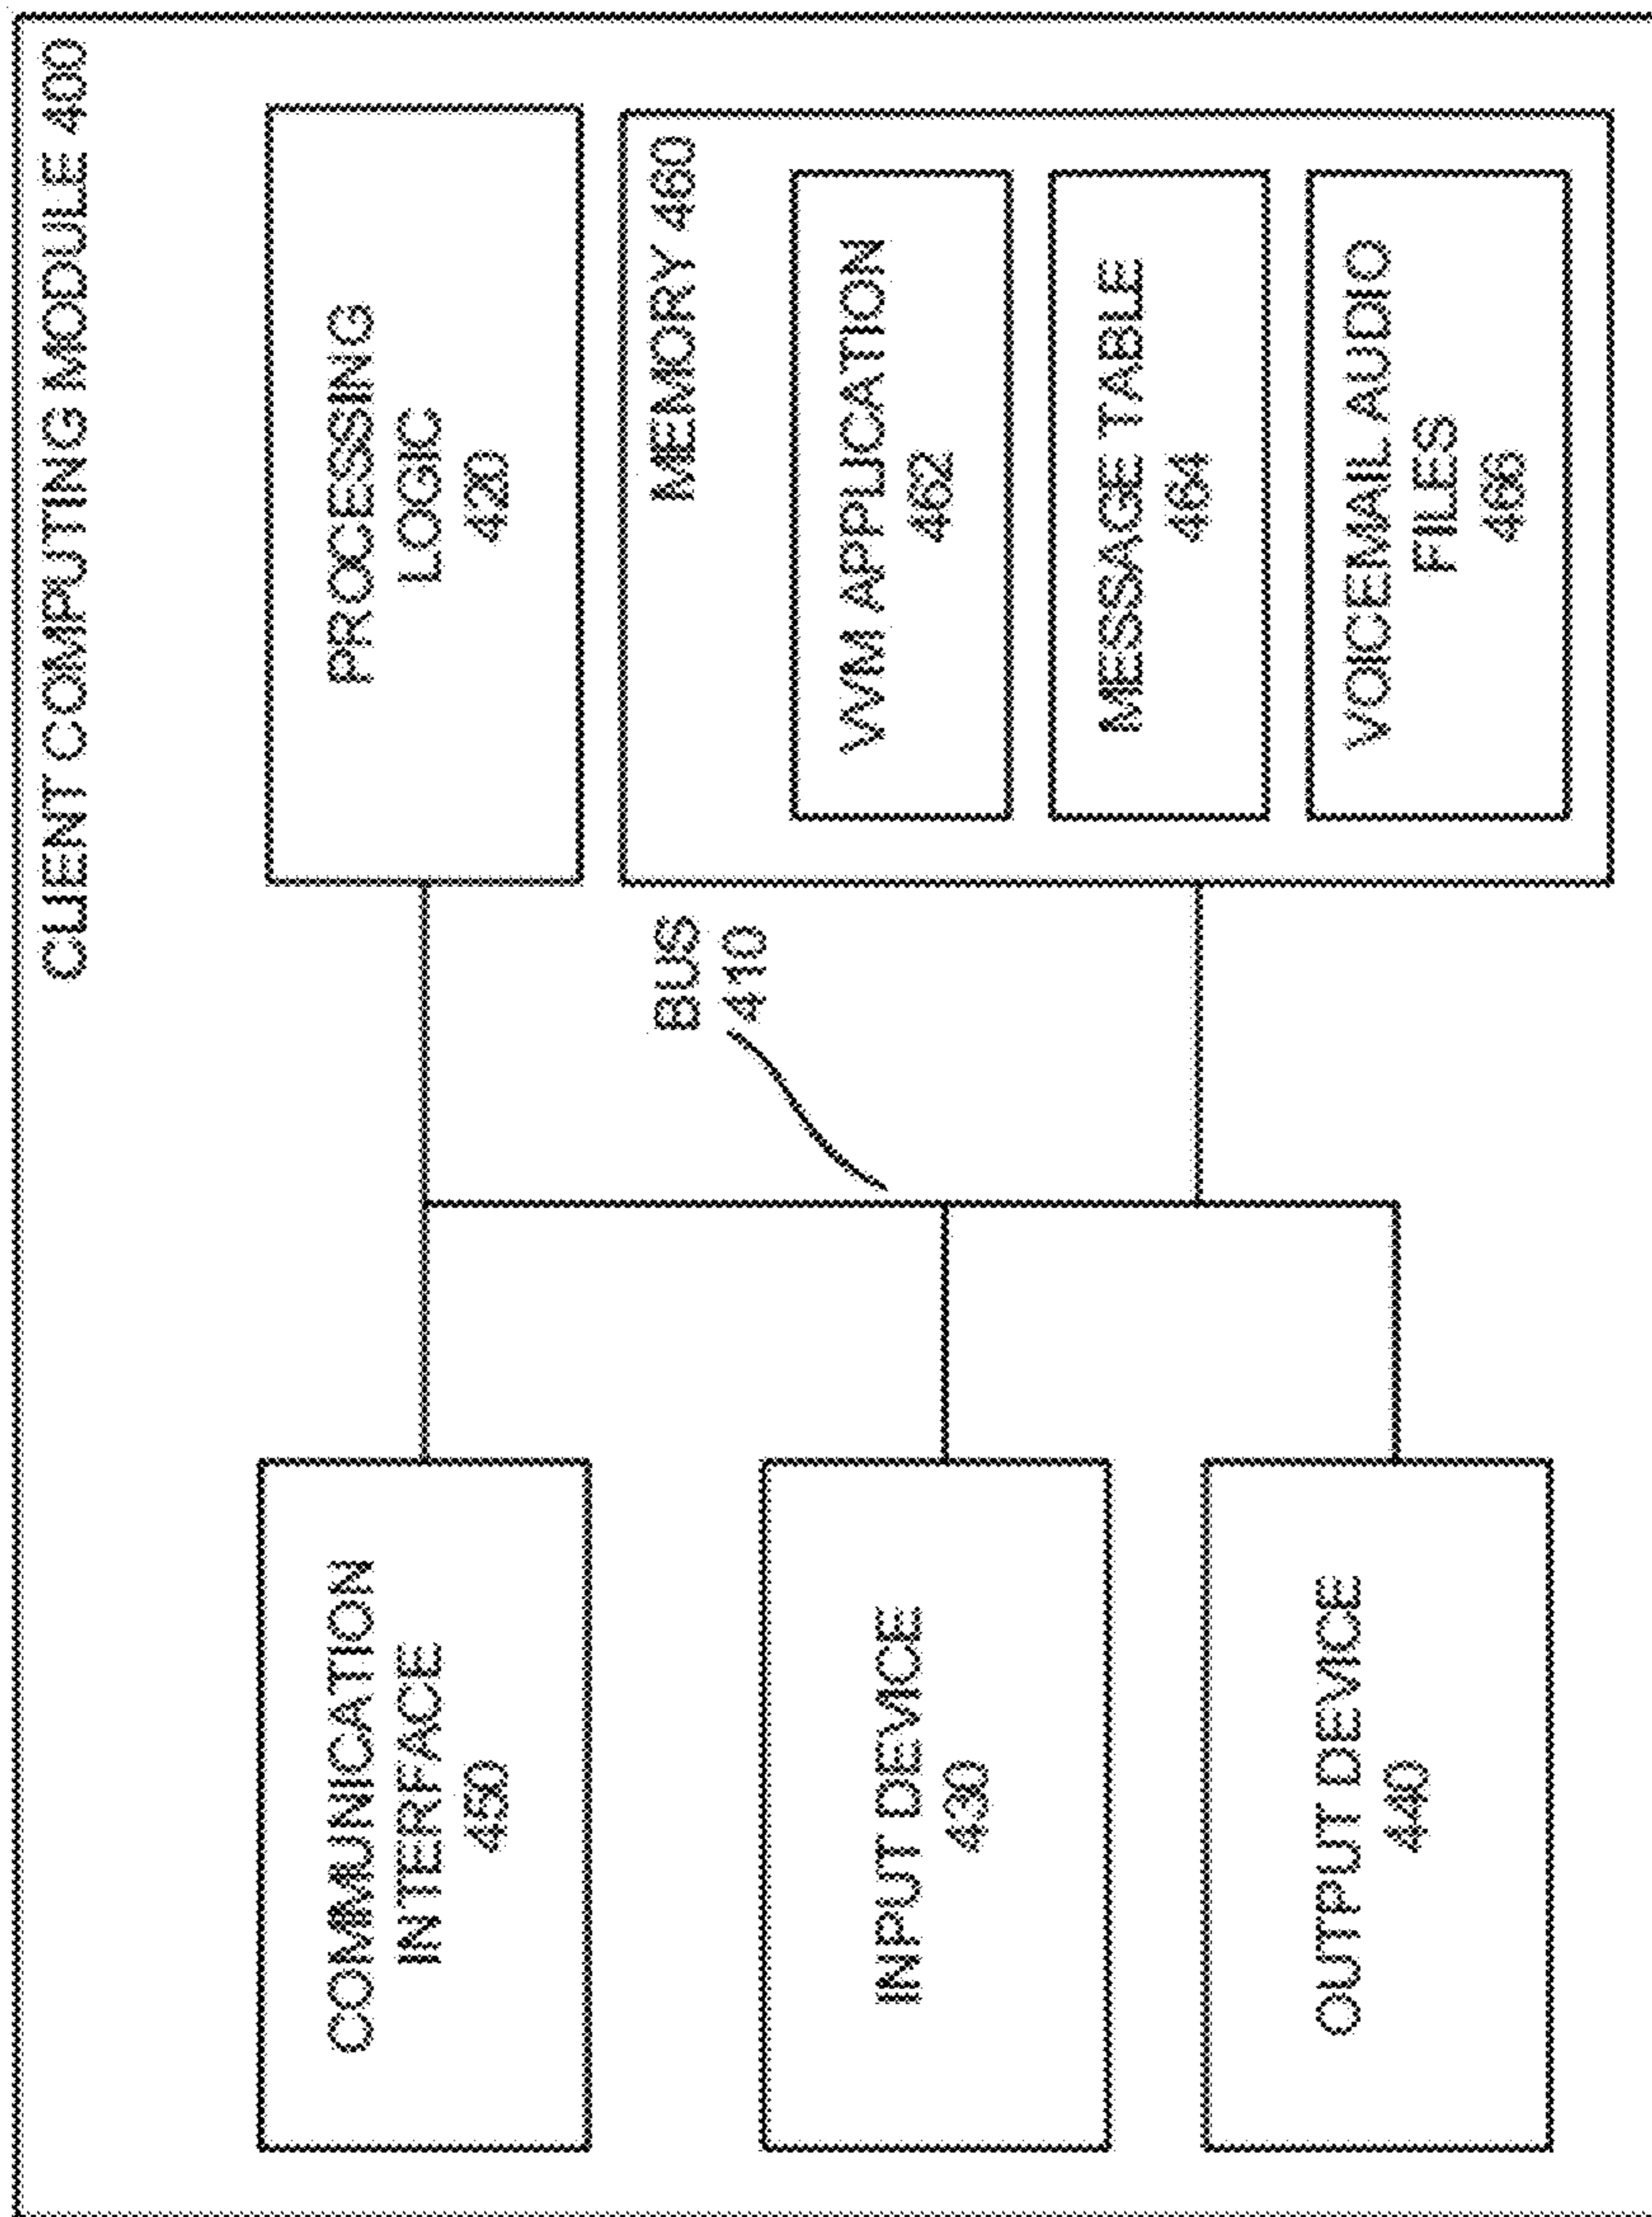 CLIENT COMPUTING MODULE 400
COMMUNICATION
INTERFACE
450
PROCESSING
LOGIC
420
BUS
410
MEMORY 460
INPUT DEVICE
430
VVM APPLICATION
462
MESSAGE TABLE
464
OUTPUT DEVICE
440
VOICEMAIL AUDIO
FILES
466